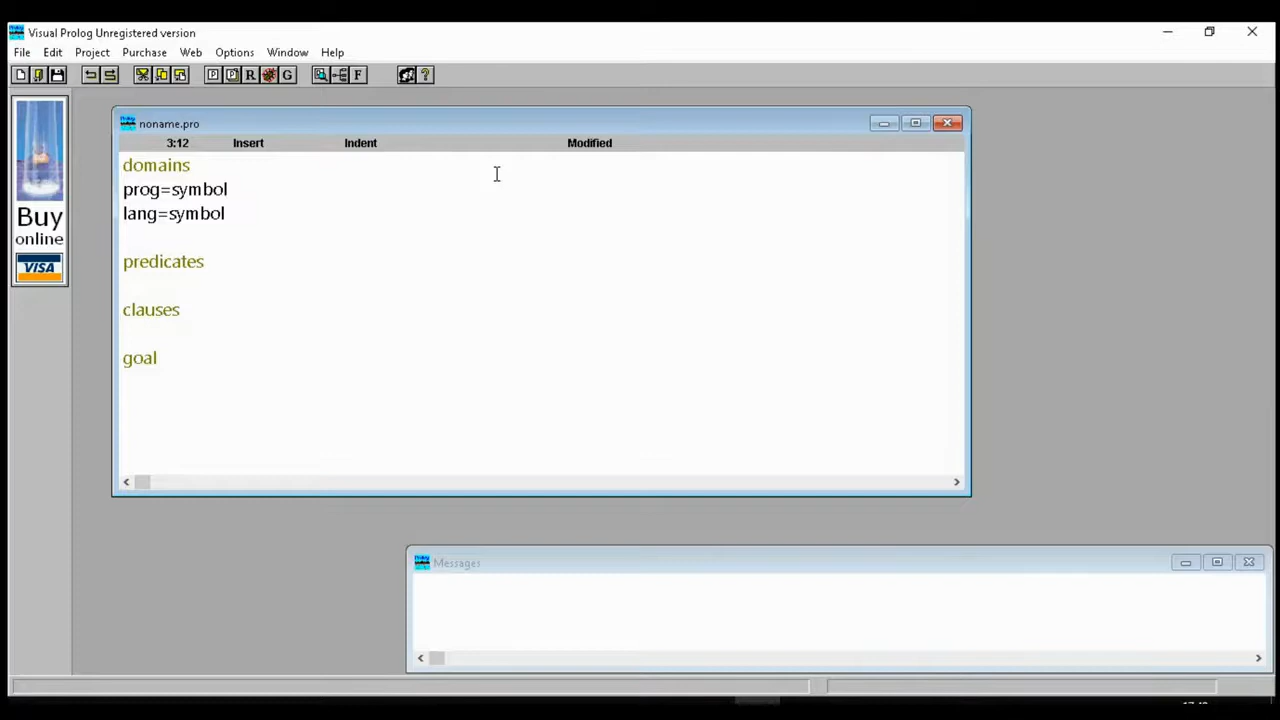 Visual Prolog Unregistered version
File Edit Project Purchase Web Options Window Help
R G F ?
Buy
online
VISA
noname.pro
3:12 Insert Indent Modified
domains
prog=symbol
lang=symbol
predicates
clauses
goal
Messages